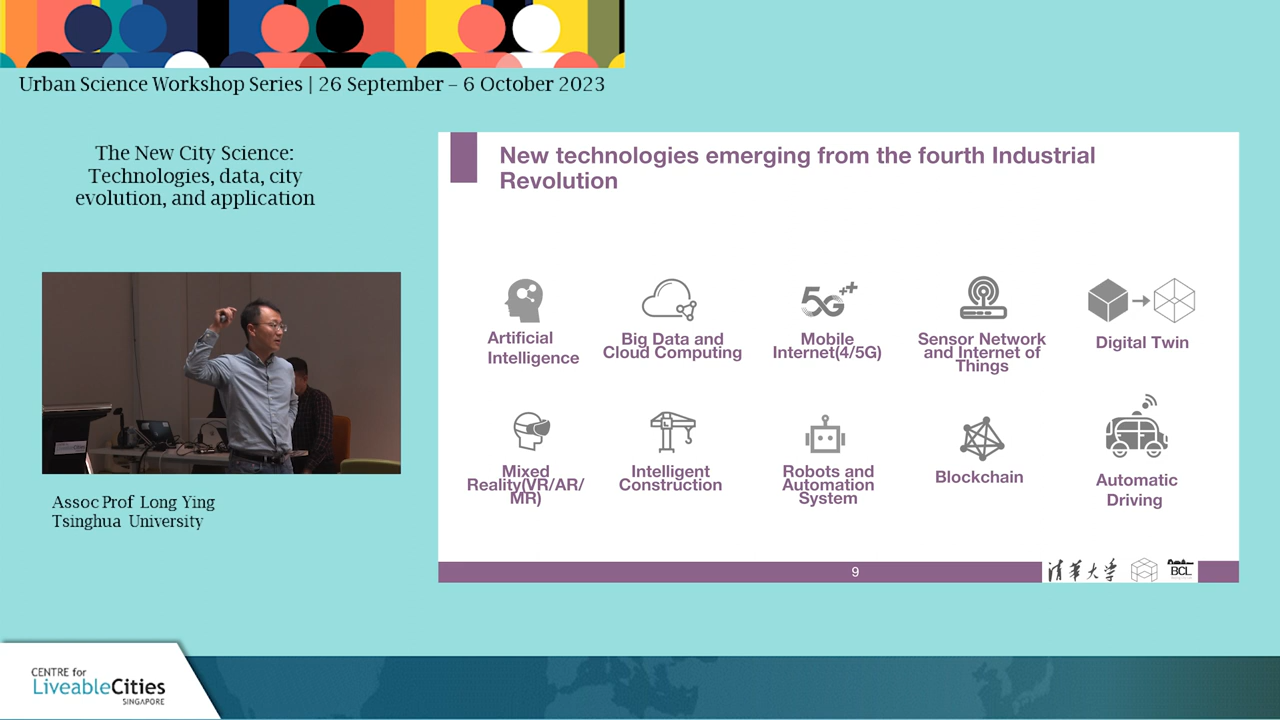 Urban Science Workshop Series | 26 September – 6 October 2023
The New City Science:
Technologies, data, city
evolution, and application
Assoc Prof Long Ying
Tsinghua University
New technologies emerging from the fourth Industrial
Revolution
Artificial
Intelligence
Big Data and
Cloud Computing
5G++
Mobile
Internet(4/5G)
Sensor Network
and Internet of
Things
Digital Twin
Mixed
Reality(VR/AR/
MR)
Intelligent
Construction
Robots and
Automation
System
Blockchain
Automatic
Driving
9
清华大学
BCL
CENTRE for
LiveableCities
SINGAPORE